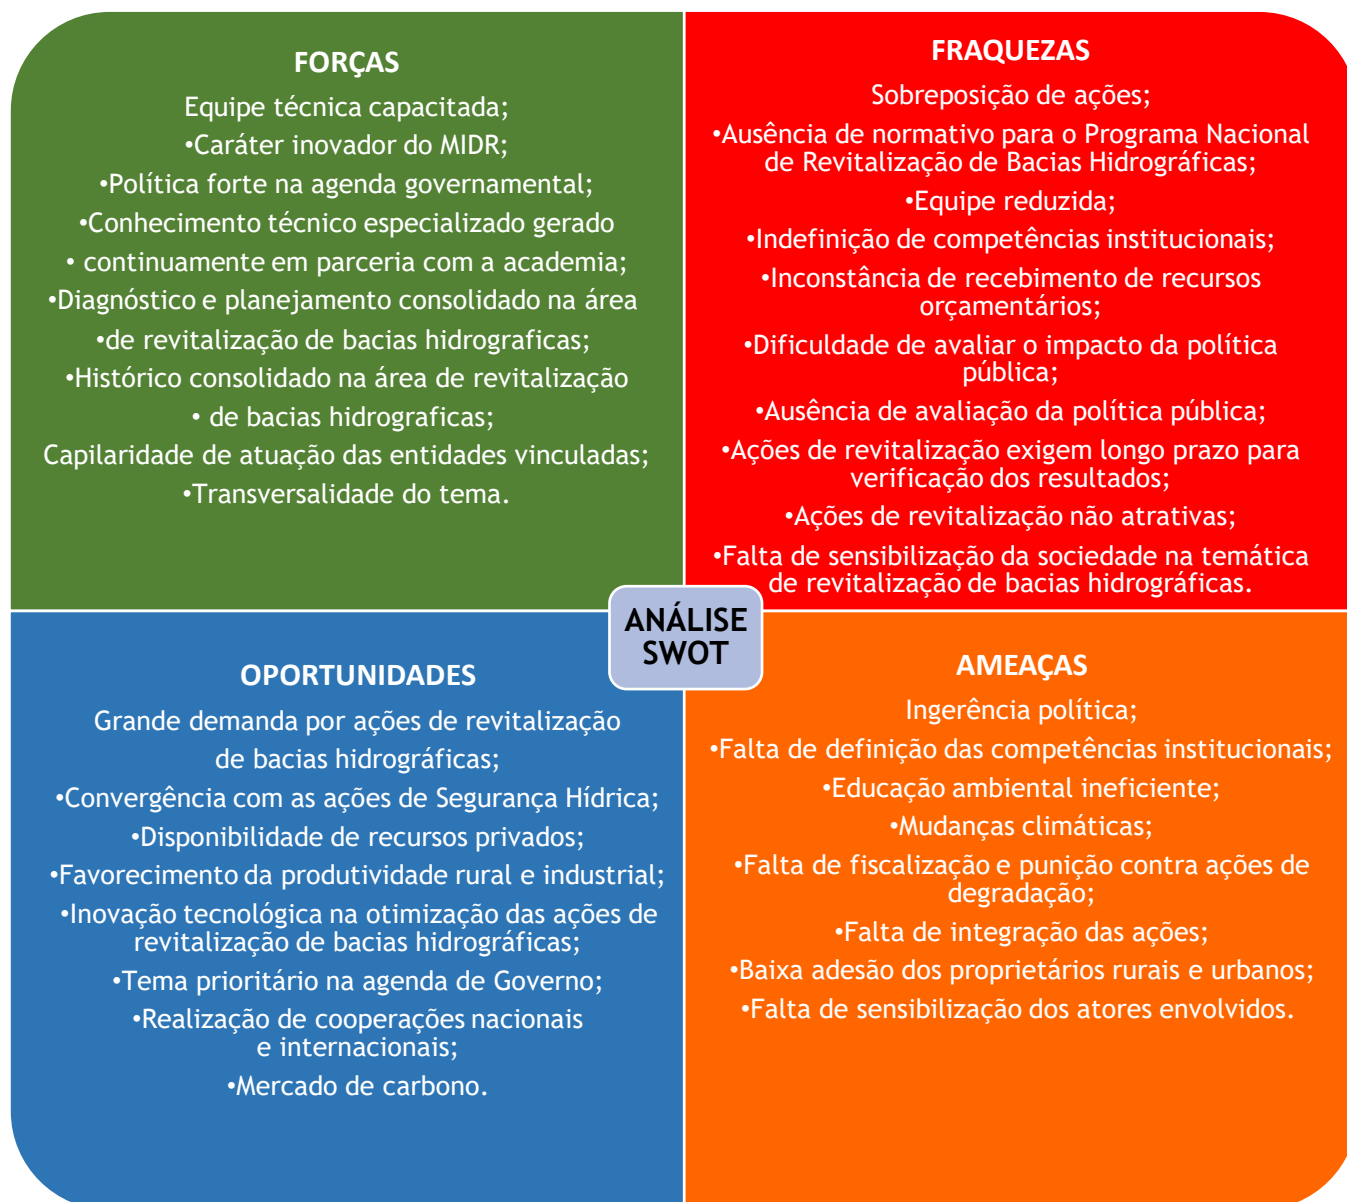 FORÇAS
Equipe técnica capacitada;
•Caráter inovador do MIDR;
•Política forte na agenda governamental;
•Conhecimento técnico especializado gerado
• continuamente em parceria com a academia;
•Diagnóstico e planejamento consolidado na área
•de revitalização de bacias hidrograficas;
•Histórico consolidado na área de revitalização
• de bacias hidrograficas;
Capilaridade de atuação das entidades vinculadas;
•Transversalidade do tema.
FRAQUEZAS
Sobreposição de ações;
•Ausência de normativo para o Programa Nacional
de Revitalização de Bacias Hidrográficas;
•Equipe reduzida;
•Indefinição de competências institucionais;
•Inconstância de recebimento de recursos
orçamentários;
•Dificuldade de avaliar o impacto da política
pública;
•Ausência de avaliação da política pública;
•Ações de revitalização exigem longo prazo para
verificação dos resultados;
•Ações de revitalização não atrativas;
•Falta de sensibilização da sociedade na temática
de revitalização de bacias hidrográficas.
ANÁLISE
SWOT
OPORTUNIDADES
Grande demanda por ações de revitalização
de bacias hidrográficas;
•Convergência com as ações de Segurança Hídrica;
•Disponibilidade de recursos privados;
•Favorecimento da produtividade rural e industrial;
•Inovação tecnológica na otimização das ações de
revitalização de bacias hidrográficas;
•Tema prioritário na agenda de Governo;
•Realização de cooperações nacionais
e internacionais;
•Mercado de carbono.
AMEAÇAS
Ingerência política;
•Falta de definição das competências institucionais;
•Educação ambiental ineficiente;
•Mudanças climáticas;
•Falta de fiscalização e punição contra ações de
degradação;
•Falta de integração das ações;
•Baixa adesão dos proprietários rurais e urbanos;
•Falta de sensibilização dos atores envolvidos.